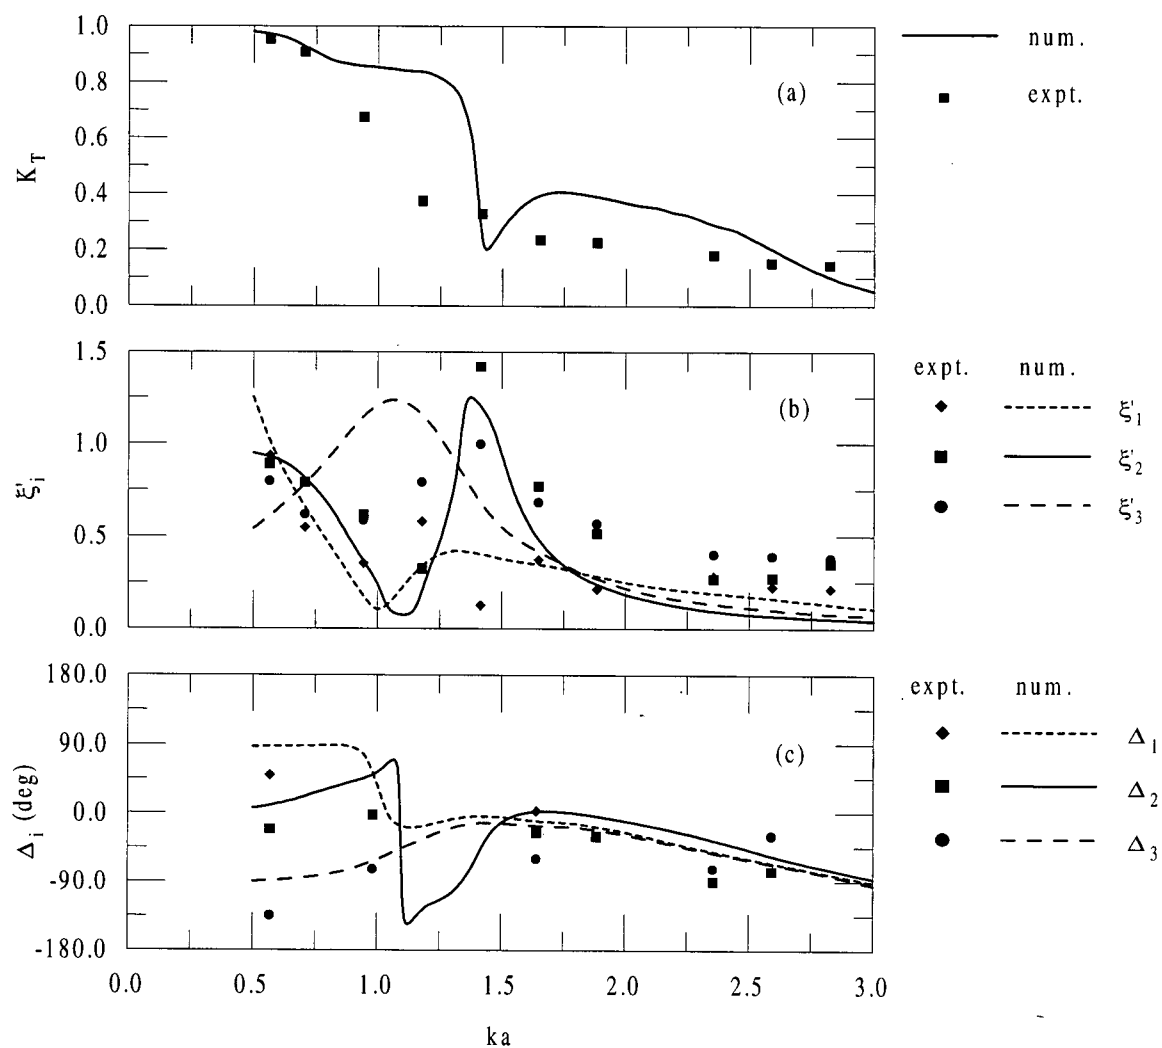 1.0
0.8
0.6
0.4
0.2
0.0
K_T
(a)
num.
expt.
1.5
1.0
0.5
0.0
ξ'_i
(b)
expt. num.
ξ'_1
ξ'_2
ξ'_3
180.0
90.0
0.0
-90.0
-180.0
Δ_i (deg)
(c)
expt. num.
Δ_1
Δ_2
Δ_3
0.0 0.5 1.0 1.5 2.0 2.5 3.0
ka